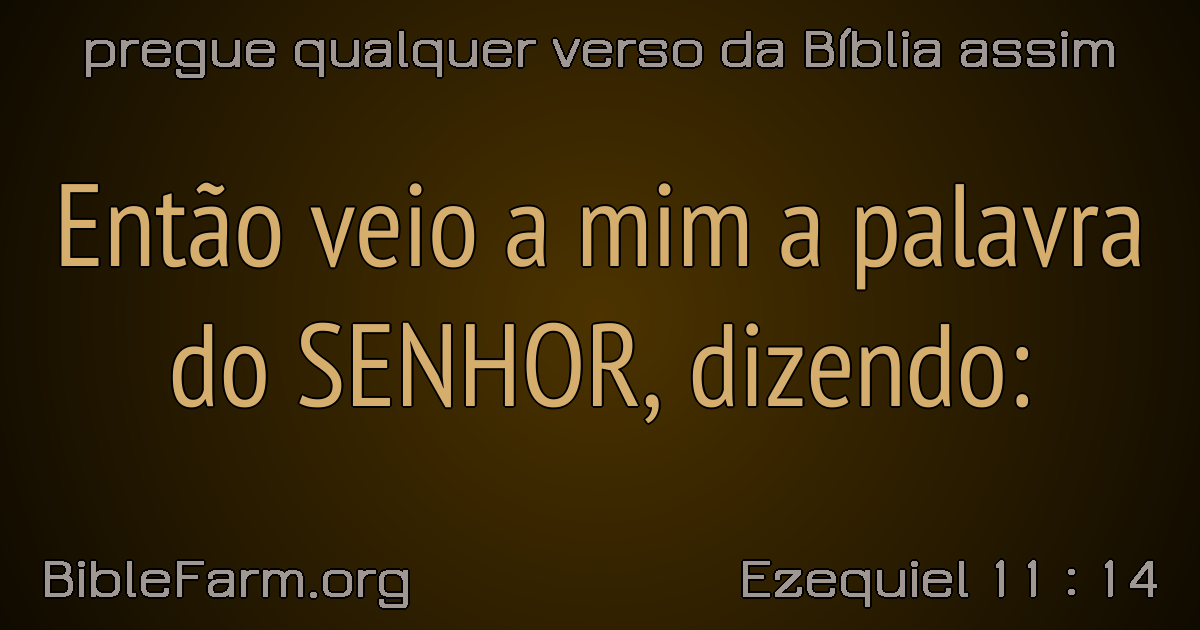 pregue qualquer verso da Bíblia assim
Então veio a mim a palavra
do SENHOR, dizendo:
BibleFarm.org
Ezequiel 11 : 14